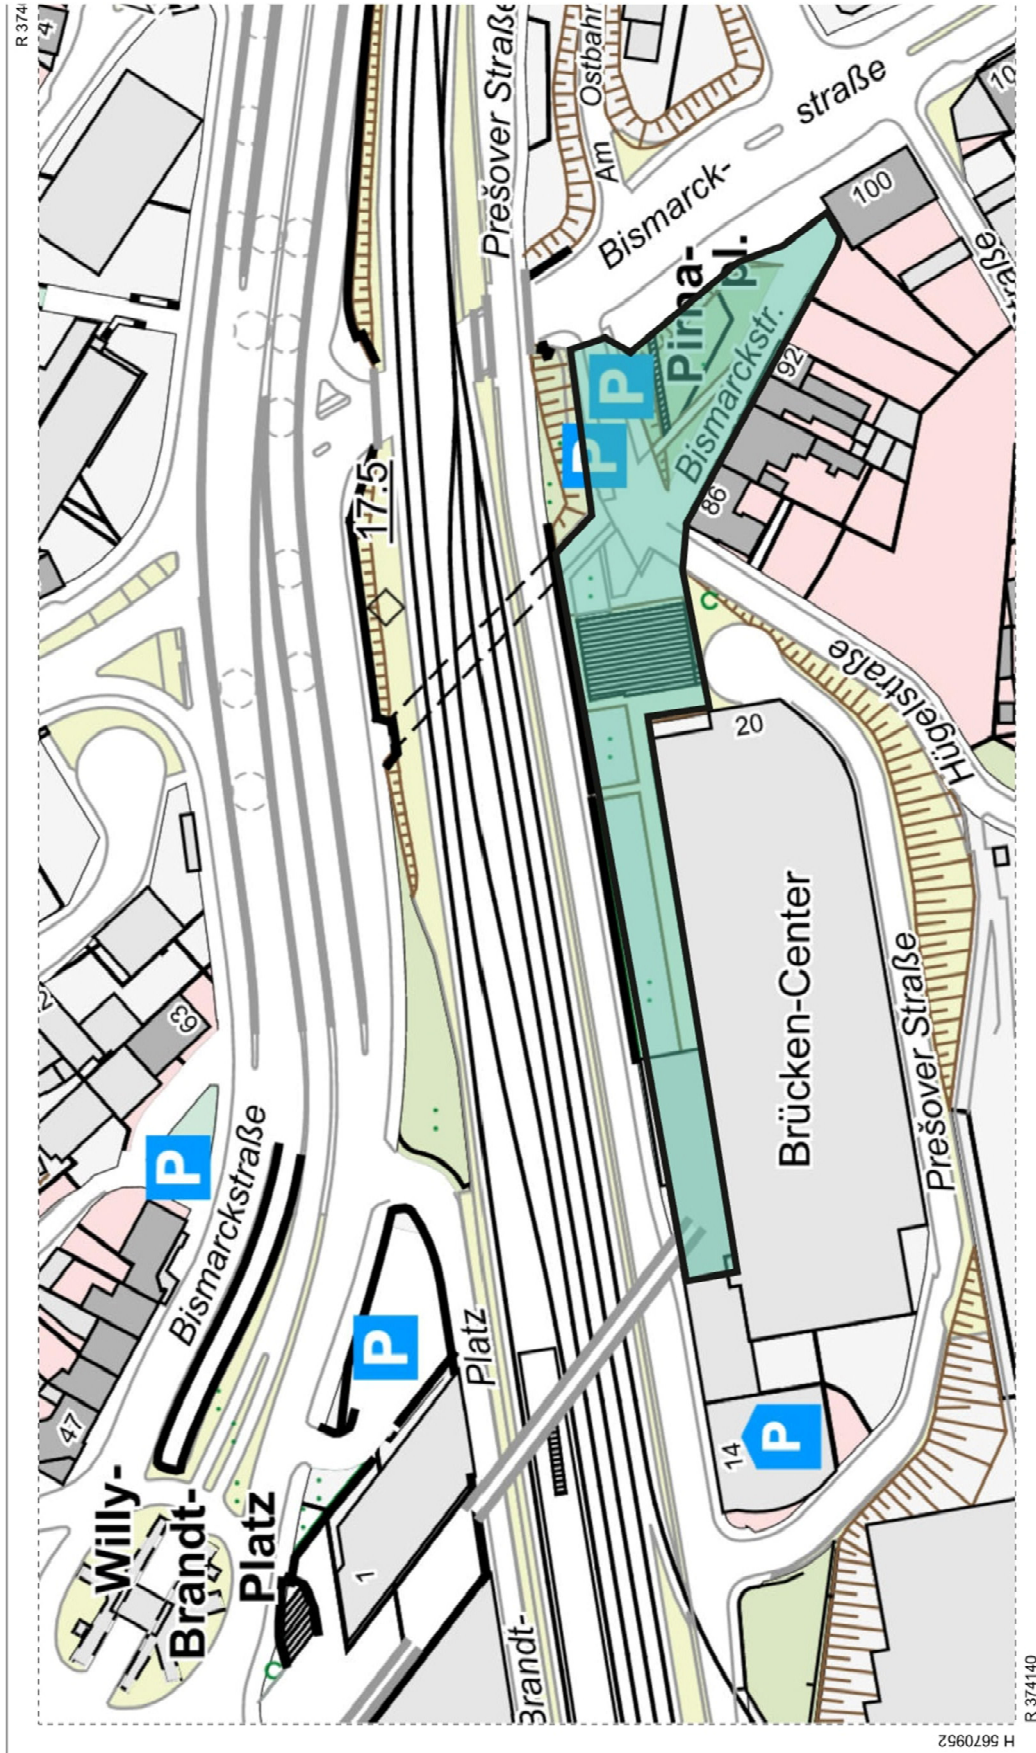 R 374
4
Prešover Straße
Ostbahn
Am
straße
Bismarck-
100
10
Pirna-
pl.
Bismarckstr.
92
86
P
P
17.5
20
Hügelstraße
raße
Brücken-Center
Prešover Straße
63
P
Bismarckstraße
47
P
Platz
14
P
Willy-
Brandt-
Platz
1
Brandt-
R 374140
H 5670952